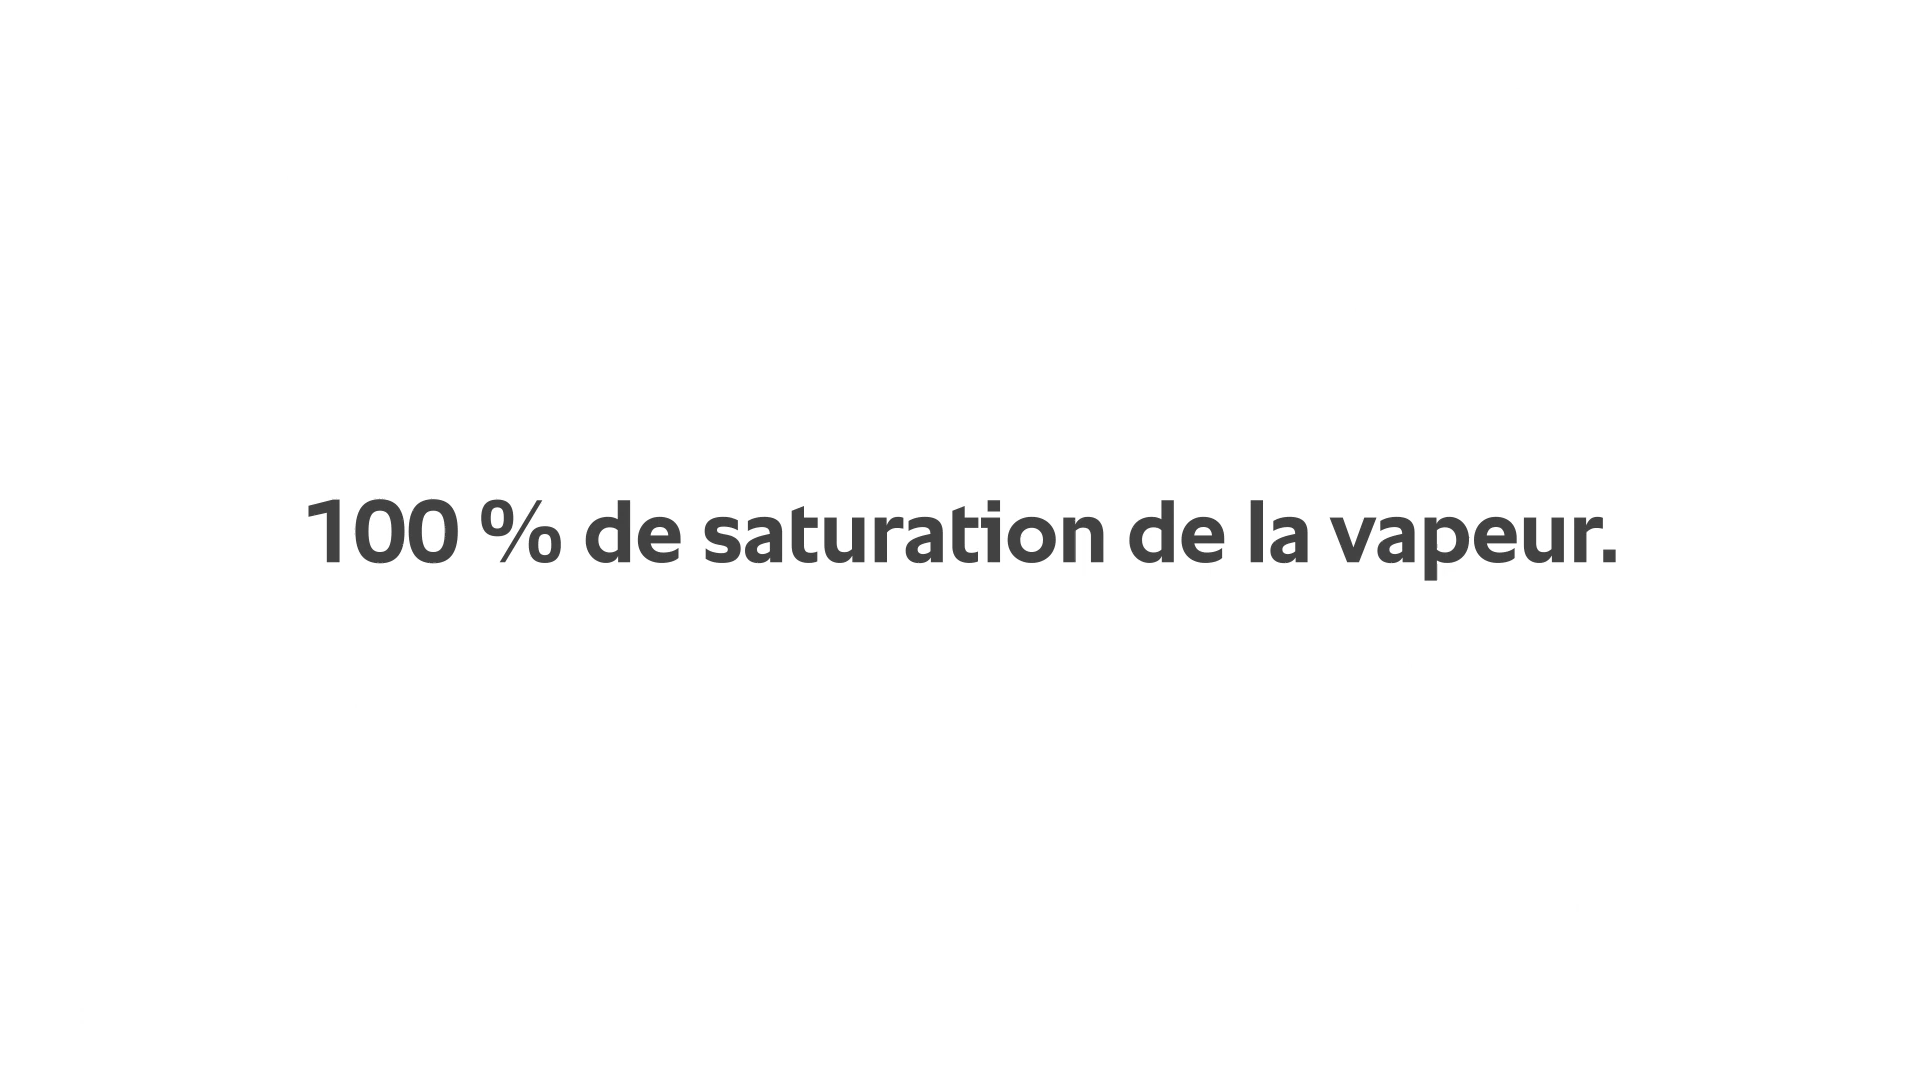 100 % de saturation de la vapeur.